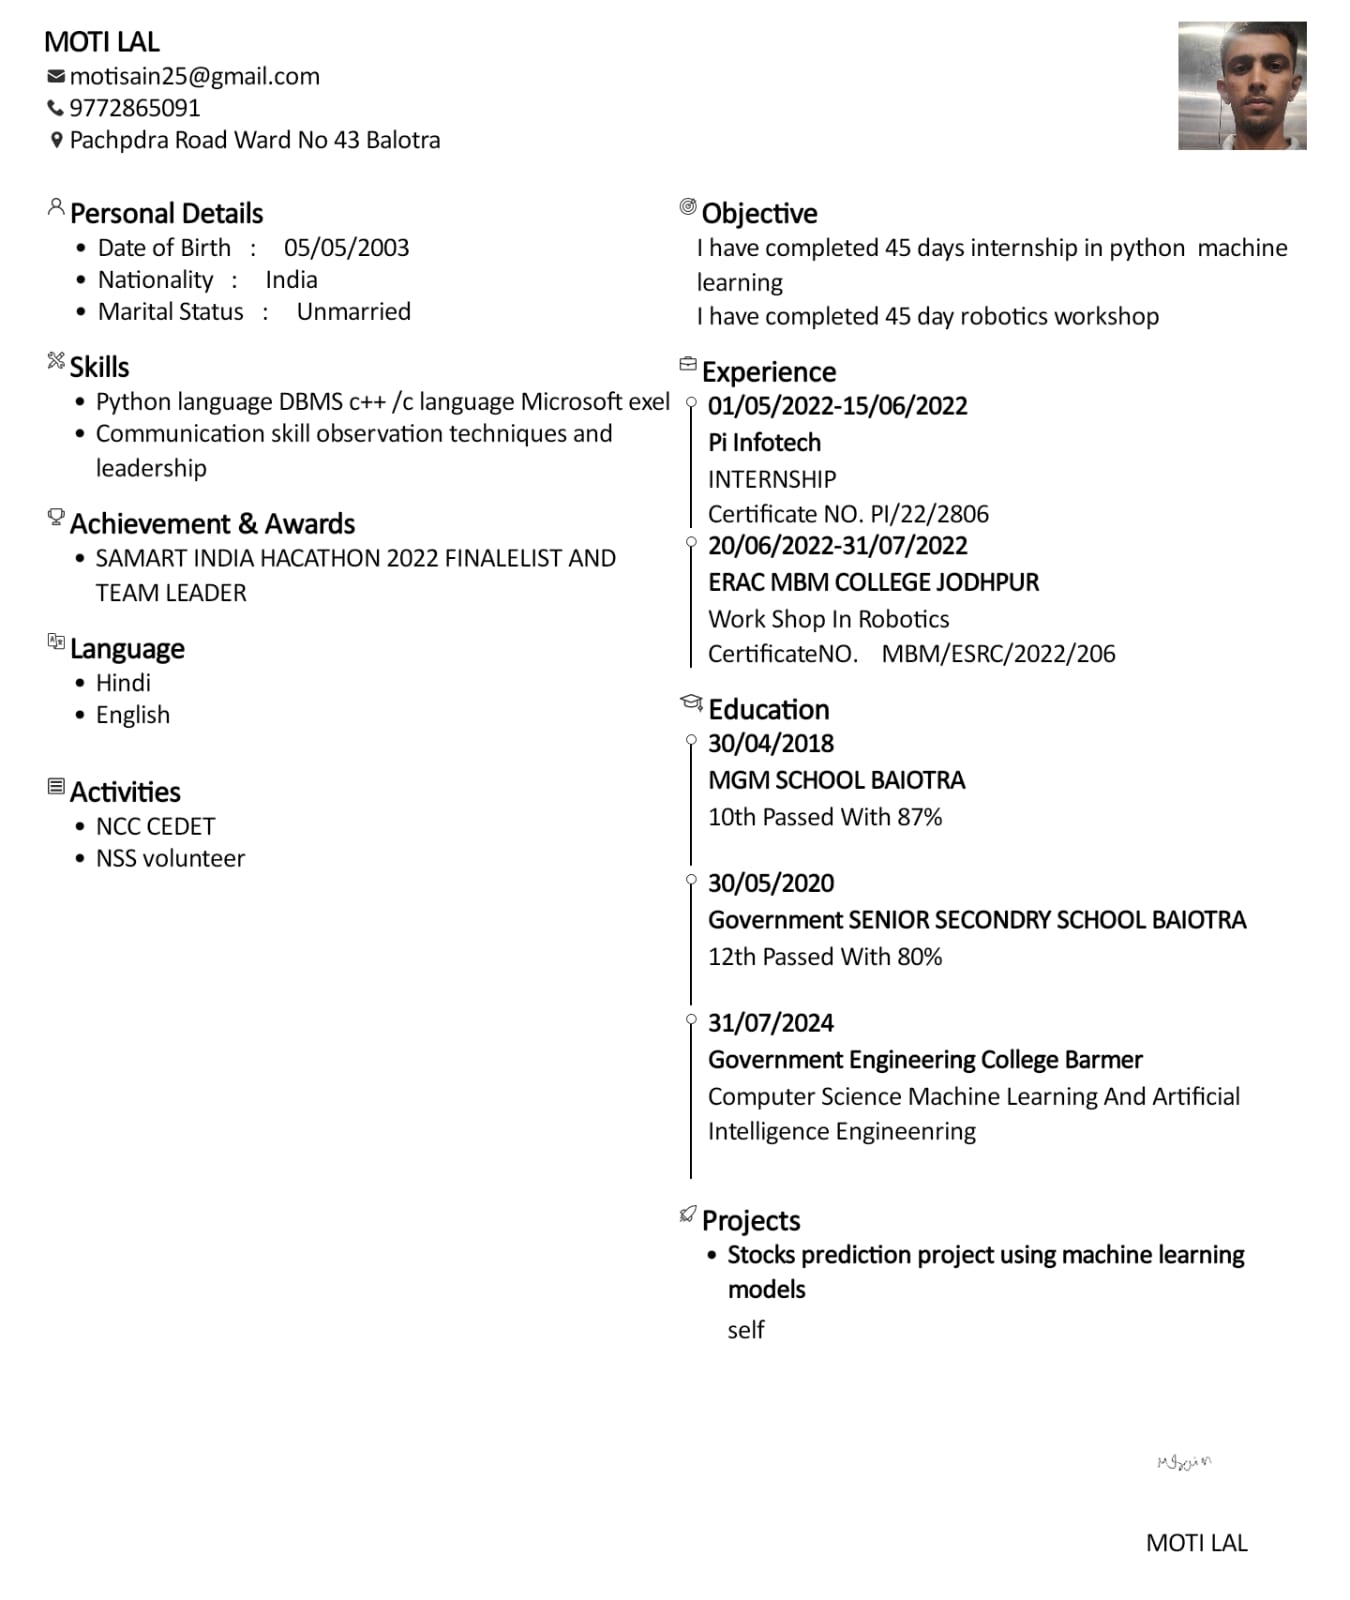 MOTI LAL
motisain25@gmail.com
9772865091
Pachpdra Road Ward No 43 Balotra
Personal Details
• Date of Birth : 05/05/2003
• Nationality : India
• Marital Status : Unmarried
Skills
• Python language DBMS c++ /c language Microsoft exel
• Communication skill observation techniques and
leadership
Achievement & Awards
• SAMART INDIA HACATHON 2022 FINALELIST AND
TEAM LEADER
Language
• Hindi
• English
Activities
• NCC CEDET
• NSS volunteer
Objective
I have completed 45 days internship in python machine
learning
I have completed 45 day robotics workshop
Experience
01/05/2022-15/06/2022
Pi Infotech
INTERNSHIP
Certificate NO. PI/22/2806
20/06/2022-31/07/2022
ERAC MBM COLLEGE JODHPUR
Work Shop In Robotics
CertificateNO. MBM/ESRC/2022/206
Education
30/04/2018
MGM SCHOOL BAIOTRA
10th Passed With 87%
30/05/2020
Government SENIOR SECONDRY SCHOOL BAIOTRA
12th Passed With 80%
31/07/2024
Government Engineering College Barmer
Computer Science Machine Learning And Artificial
Intelligence Engineenring
Projects
• Stocks prediction project using machine learning
models
self
MOTI LAL